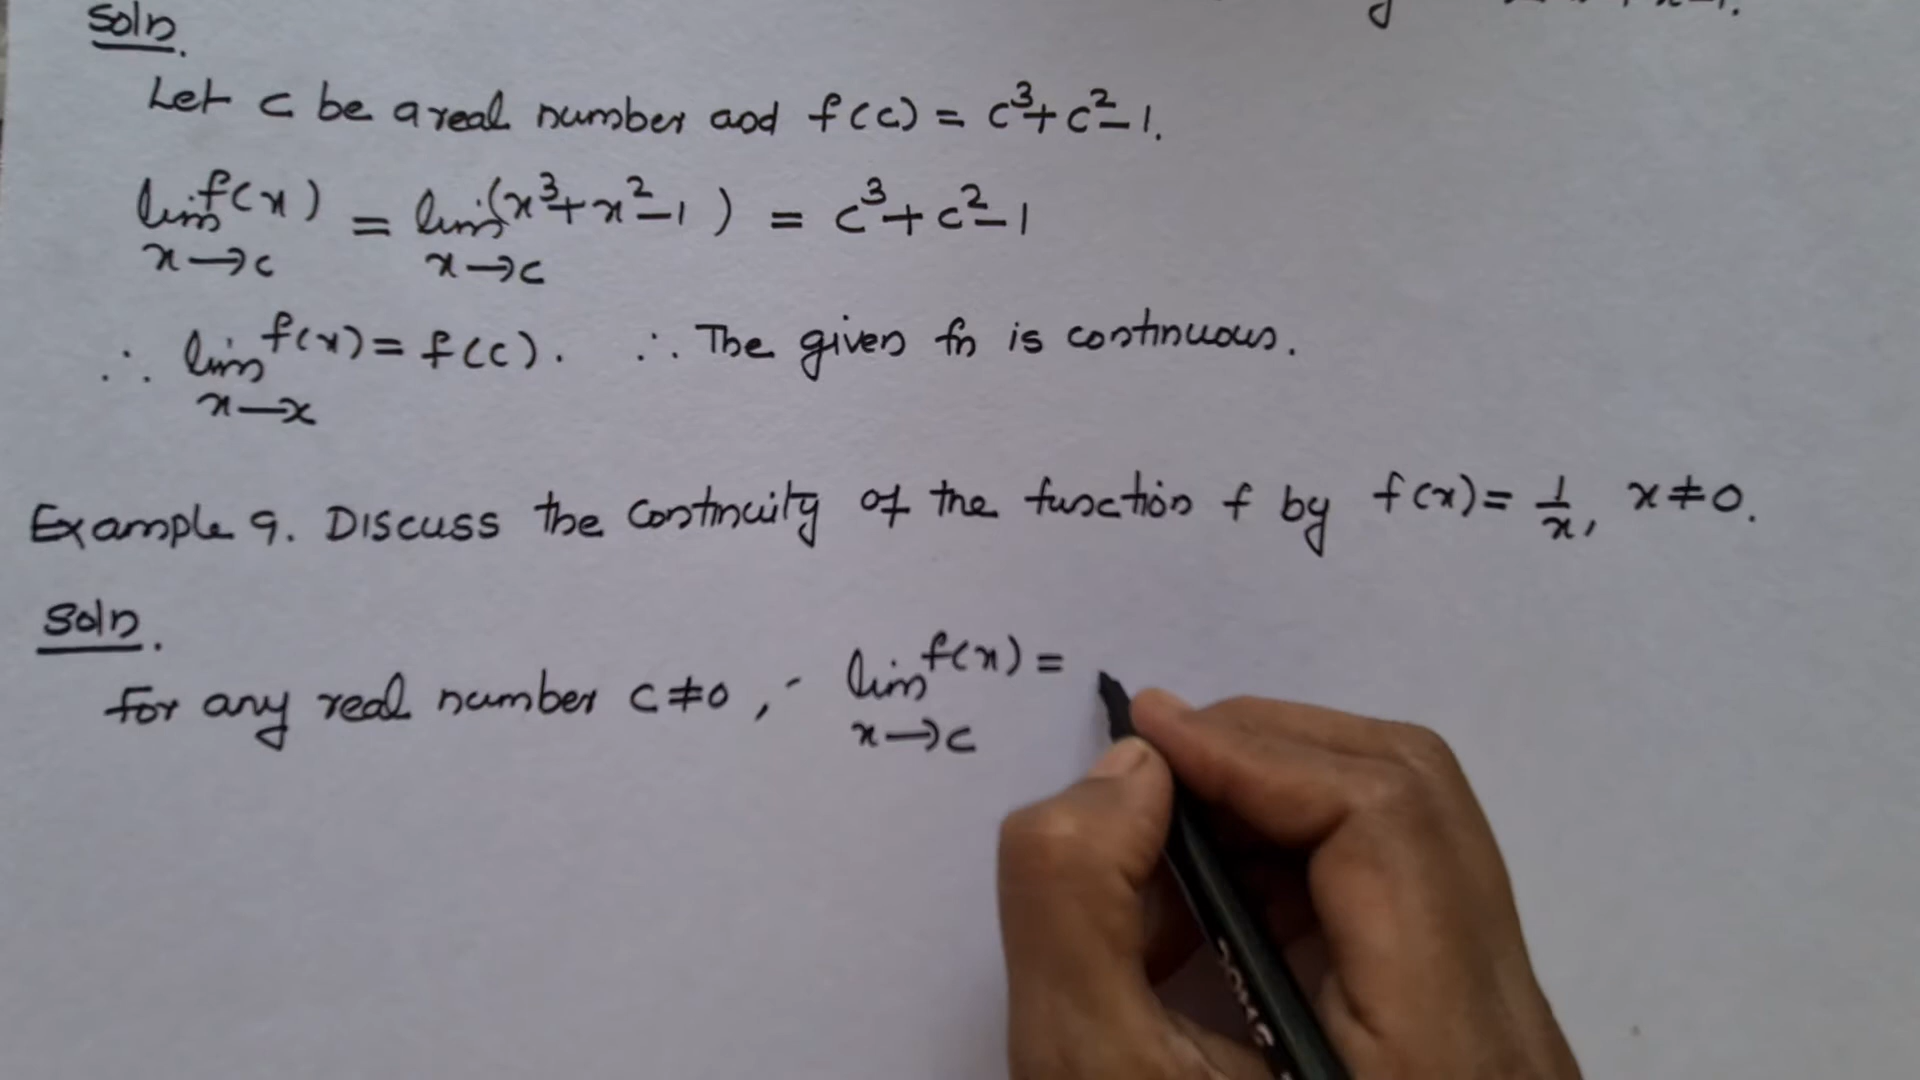 Soln.
Let c be a real number and f(c) = c³+c²-1.
lim f(x) = lim (x³+x²-1) = c³+c²-1
x→c x→c
∴ lim f(x) = f(c). ∴ The given fn is continuous.
x→x
Example 9. Discuss the continuity of the function f by f(x) = 1/x, x≠0.
Soln.
For any real number c≠0, lim f(x) =
x→c